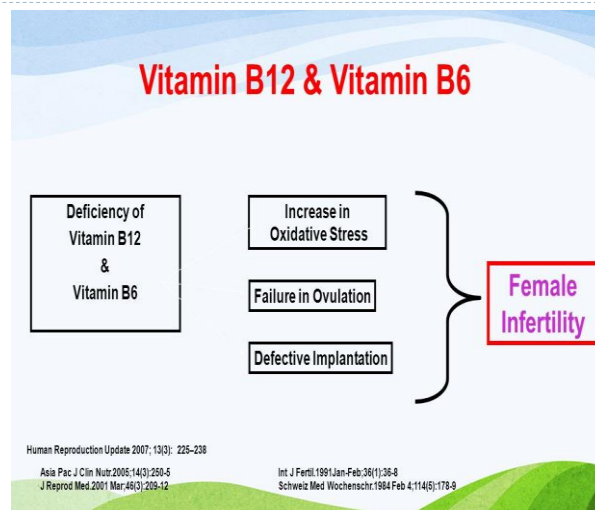 Vitamin B12 & Vitamin B6
Deficiency of
Vitamin B12
&
Vitamin B6
Increase in
Oxidative Stress
Failure in Ovulation
Defective Implantation
Female
Infertility
Human Reproduction Update 2007; 13(3): 225–238
Asia Pac J Clin Nutr.2005;14(3):250-5
J Reprod Med.2001 Mar;46(3):209-12
Int J Fertil.1991Jan-Feb;36(1):36-8
Schweiz Med Wochenschr.1984 Feb 4;114(5):178-9